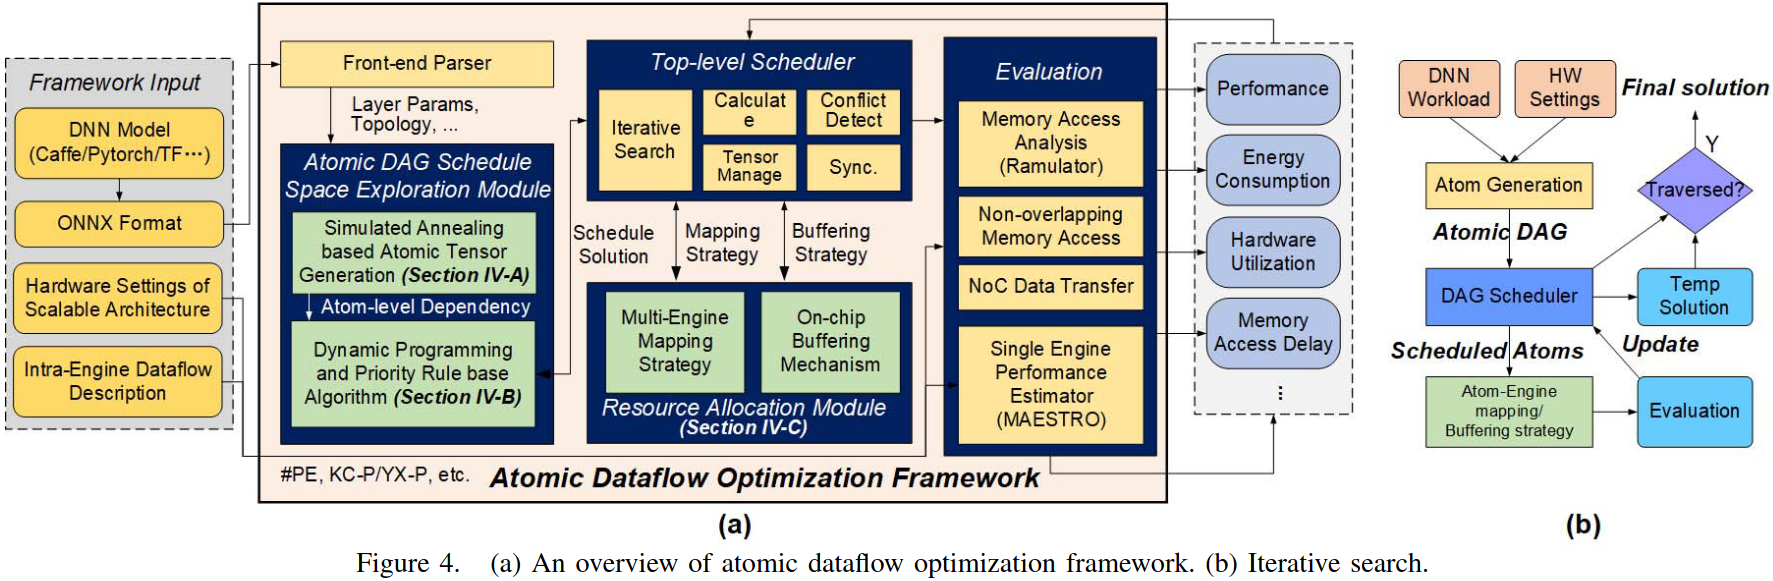 Framework Input
DNN Model
(Caffe/Pytorch/TF···)
ONNX Format
Hardware Settings of
Scalable Architecture
Intra-Engine Dataflow
Description
Front-end Parser
Layer Params,
Topology, ...
Atomic DAG Schedule
Space Exploration Module
Simulated Annealing
based Atomic Tensor
Generation (Section IV-A)
Atom-level Dependency
Dynamic Programming
and Priority Rule base
Algorithm (Section IV-B)
#PE, KC-P/YX-P, etc.
Top-level Scheduler
Iterative
Search
Calculat
e
Conflict
Detect
Tensor
Manage
Sync.
Schedule
Solution
Mapping
Strategy
Buffering
Strategy
Multi-Engine
Mapping
Strategy
On-chip
Buffering
Mechanism
Resource Allocation Module
(Section IV-C)
Evaluation
Memory Access
Analysis
(Ramulator)
Non-overlapping
Memory Access
NoC Data Transfer
Single Engine
Performance
Estimator
(MAESTRO)
Atomic Dataflow Optimization Framework
Performance
Energy
Consumption
Hardware
Utilization
Memory
Access Delay
⋮
(a)
DNN
Workload
HW
Settings
Final solution
Y
Atom Generation
Traversed?
Atomic DAG
DAG Scheduler
Temp
Solution
Scheduled Atoms
Update
Atom-Engine
mapping/
Buffering strategy
Evaluation
(b)
Figure 4. (a) An overview of atomic dataflow optimization framework. (b) Iterative search.